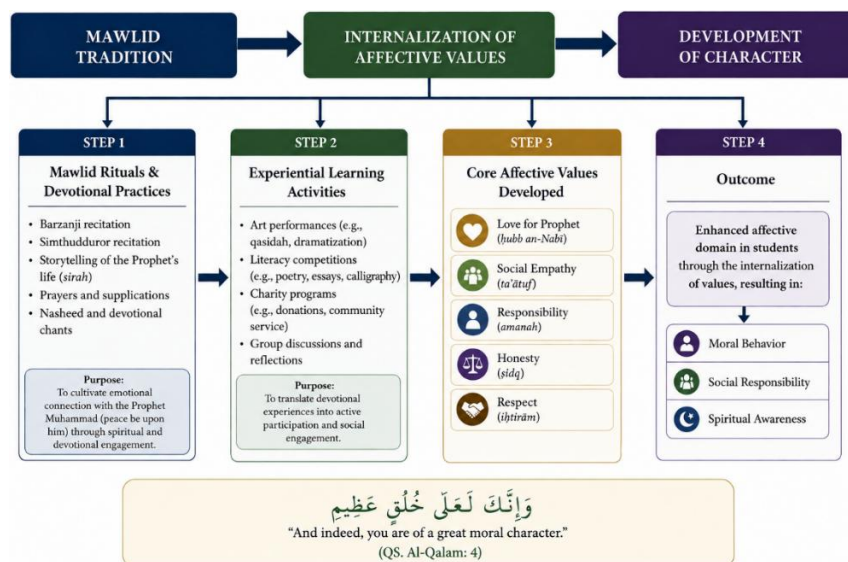 MAWLID
TRADITION
INTERNALIZATION OF
AFFECTIVE VALUES
DEVELOPMENT
OF CHARACTER
STEP 1
Mawlid Rituals &
Devotional Practices
• Barzanji recitation
• Simthudduror recitation
• Storytelling of the Prophet's
life (sirah)
• Prayers and supplications
• Nasheed and devotional
chants
Purpose:
To cultivate emotional
connection with the Prophet
Muhammad (peace be upon
him) through spiritual and
devotional engagement.
STEP 2
Experiential Learning
Activities
• Art performances (e.g.,
qasidah, dramatization)
• Literacy competitions
(e.g., poetry, essays, calligraphy)
• Charity programs
(e.g., donations, community
service)
• Group discussions and
reflections
Purpose:
To translate devotional
experiences into active
participation and social
engagement.
STEP 3
Core Affective Values
Developed
Love for Prophet
(ḥubb an-Nabī)
Social Empathy
(ta'ātuf)
Responsibility
(amanah)
Honesty
(ṣidq)
Respect
(iḥtirām)
STEP 4
Outcome
Enhanced affective
domain in students
through the internalization
of values, resulting in:
Moral Behavior
Social Responsibility
Spiritual Awareness
وَإِنَّكَ لَعَلَىٰ خُلُقٍ عَظِيمٍ
“And indeed, you are of a great moral character.”
(QS. Al-Qalam: 4)